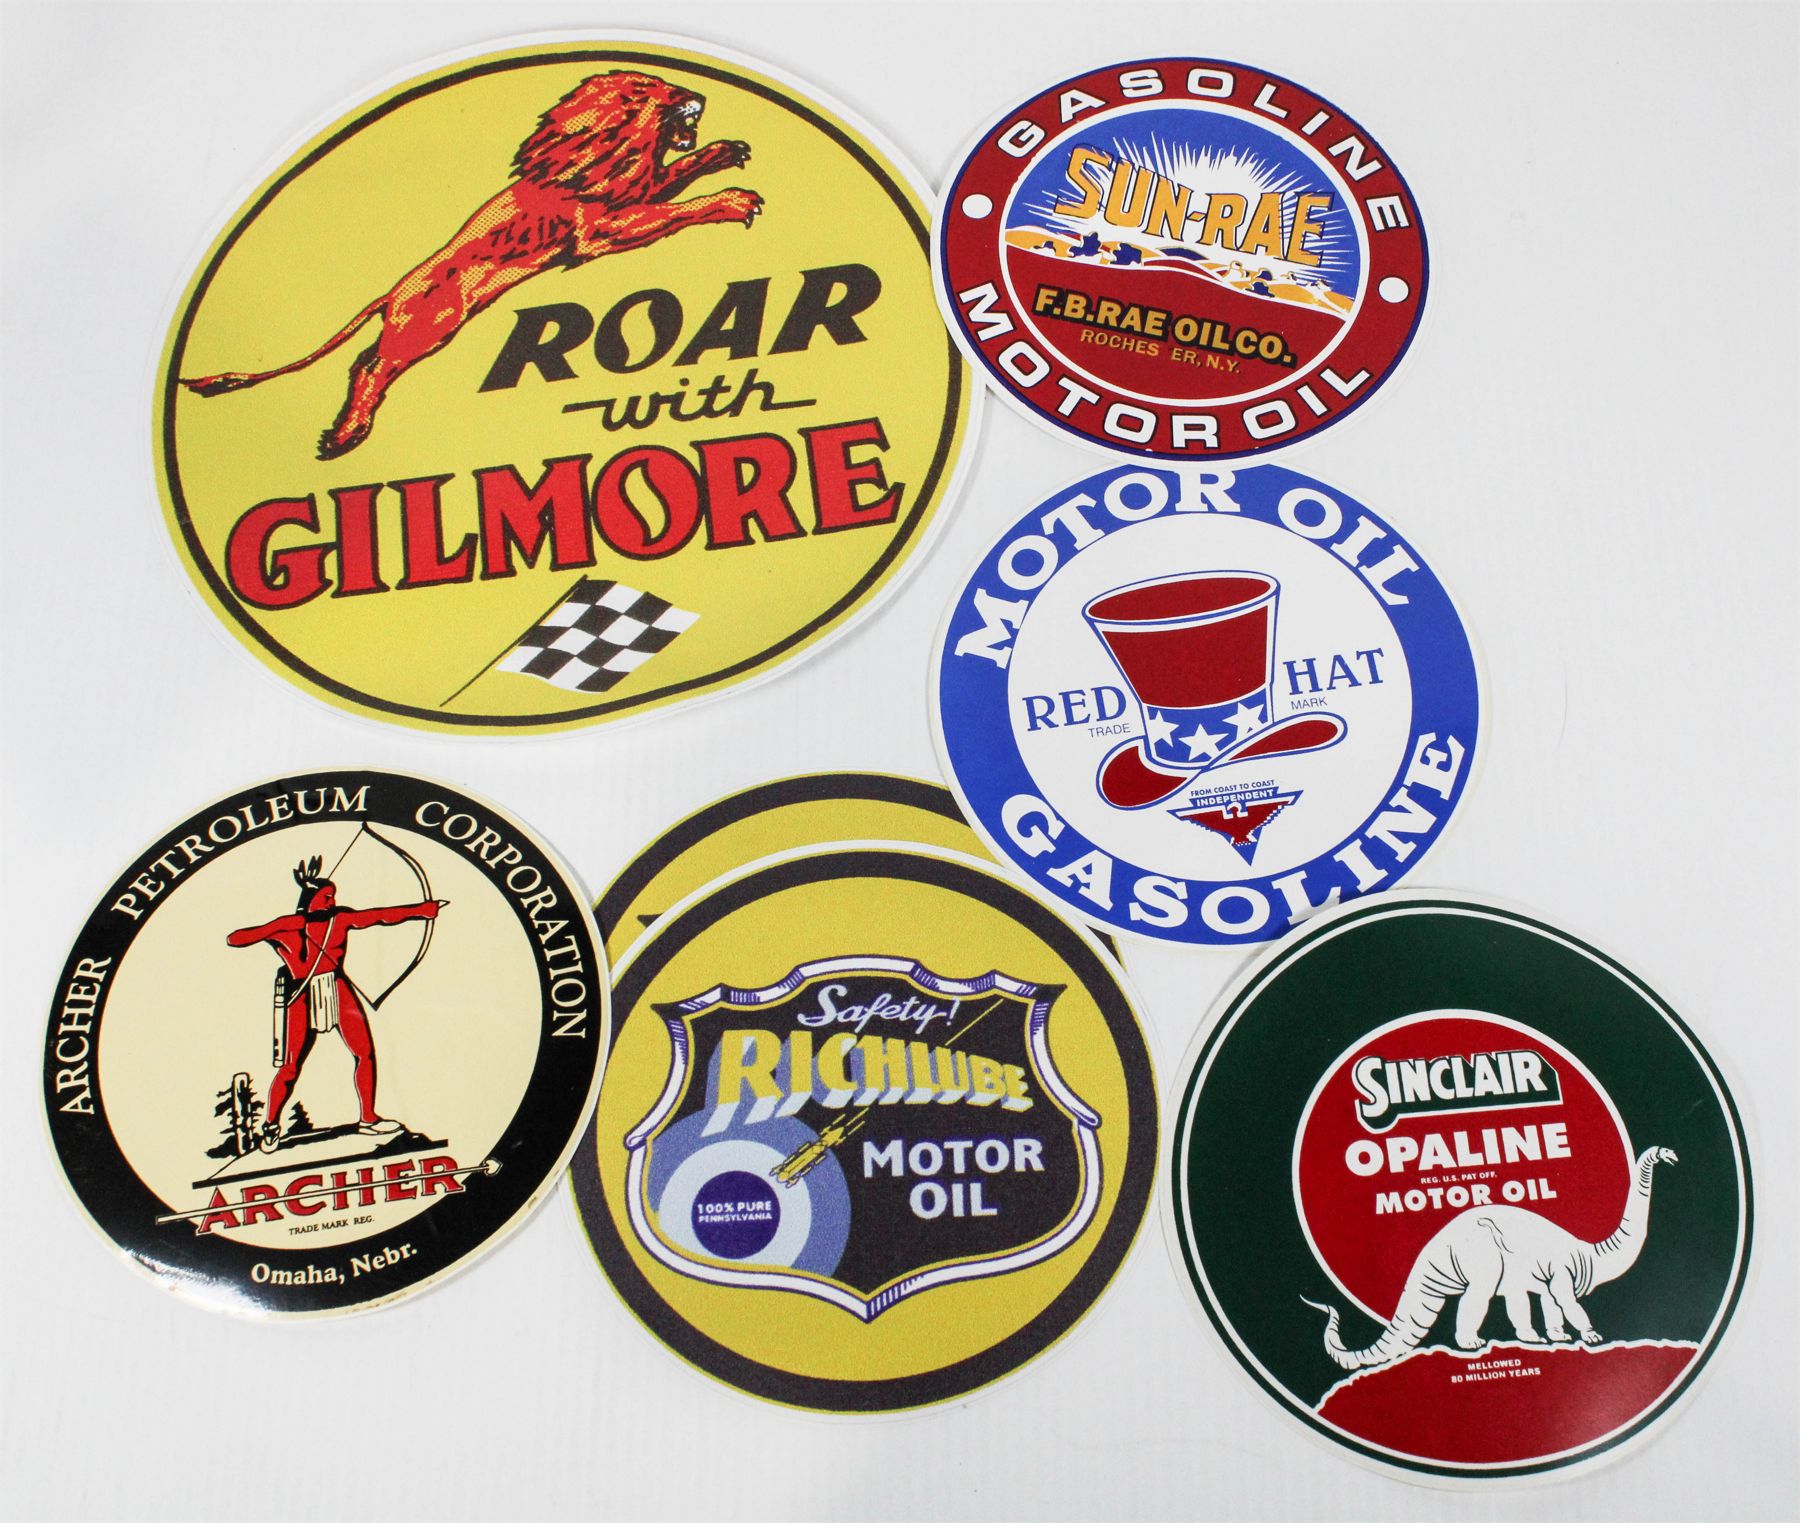 ROAR
with
GILMORE
GASOLINE
SUN-RAE
F.B.RAE OIL CO.
ROCHES ER, N.Y.
MOTOR OIL
MOTOR OIL
RED HAT
TRADE MARK
FROM COAST TO COAST
INDEPENDENT
GASOLINE
ARCHER PETROLEUM CORPORATION
ARCHER
TRADE MARK REG.
Omaha, Nebr.
Safety!
RICHLUBE
MOTOR
OIL
100% PURE
PENNSYLVANIA
SINCLAIR
OPALINE
REG. U.S. PAT OFF.
MOTOR OIL
MELLOWED
80 MILLION YEARS